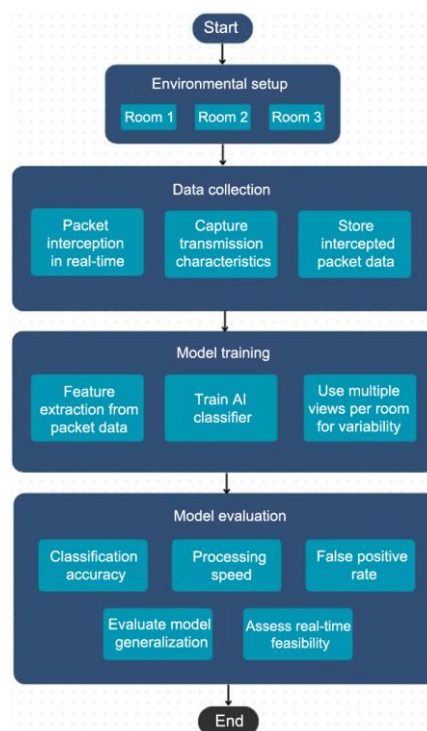 Start
Environmental setup
Room 1
Room 2
Room 3
Data collection
Packet
interception
in real-time
Capture
transmission
characteristics
Store
intercepted
packet data
Model training
Feature
extraction from
packet data
Train AI
classifier
Use multiple
views per room
for variability
Model evaluation
Classification
accuracy
Processing
speed
False positive
rate
Evaluate model
generalization
Assess real-time
feasibility
End